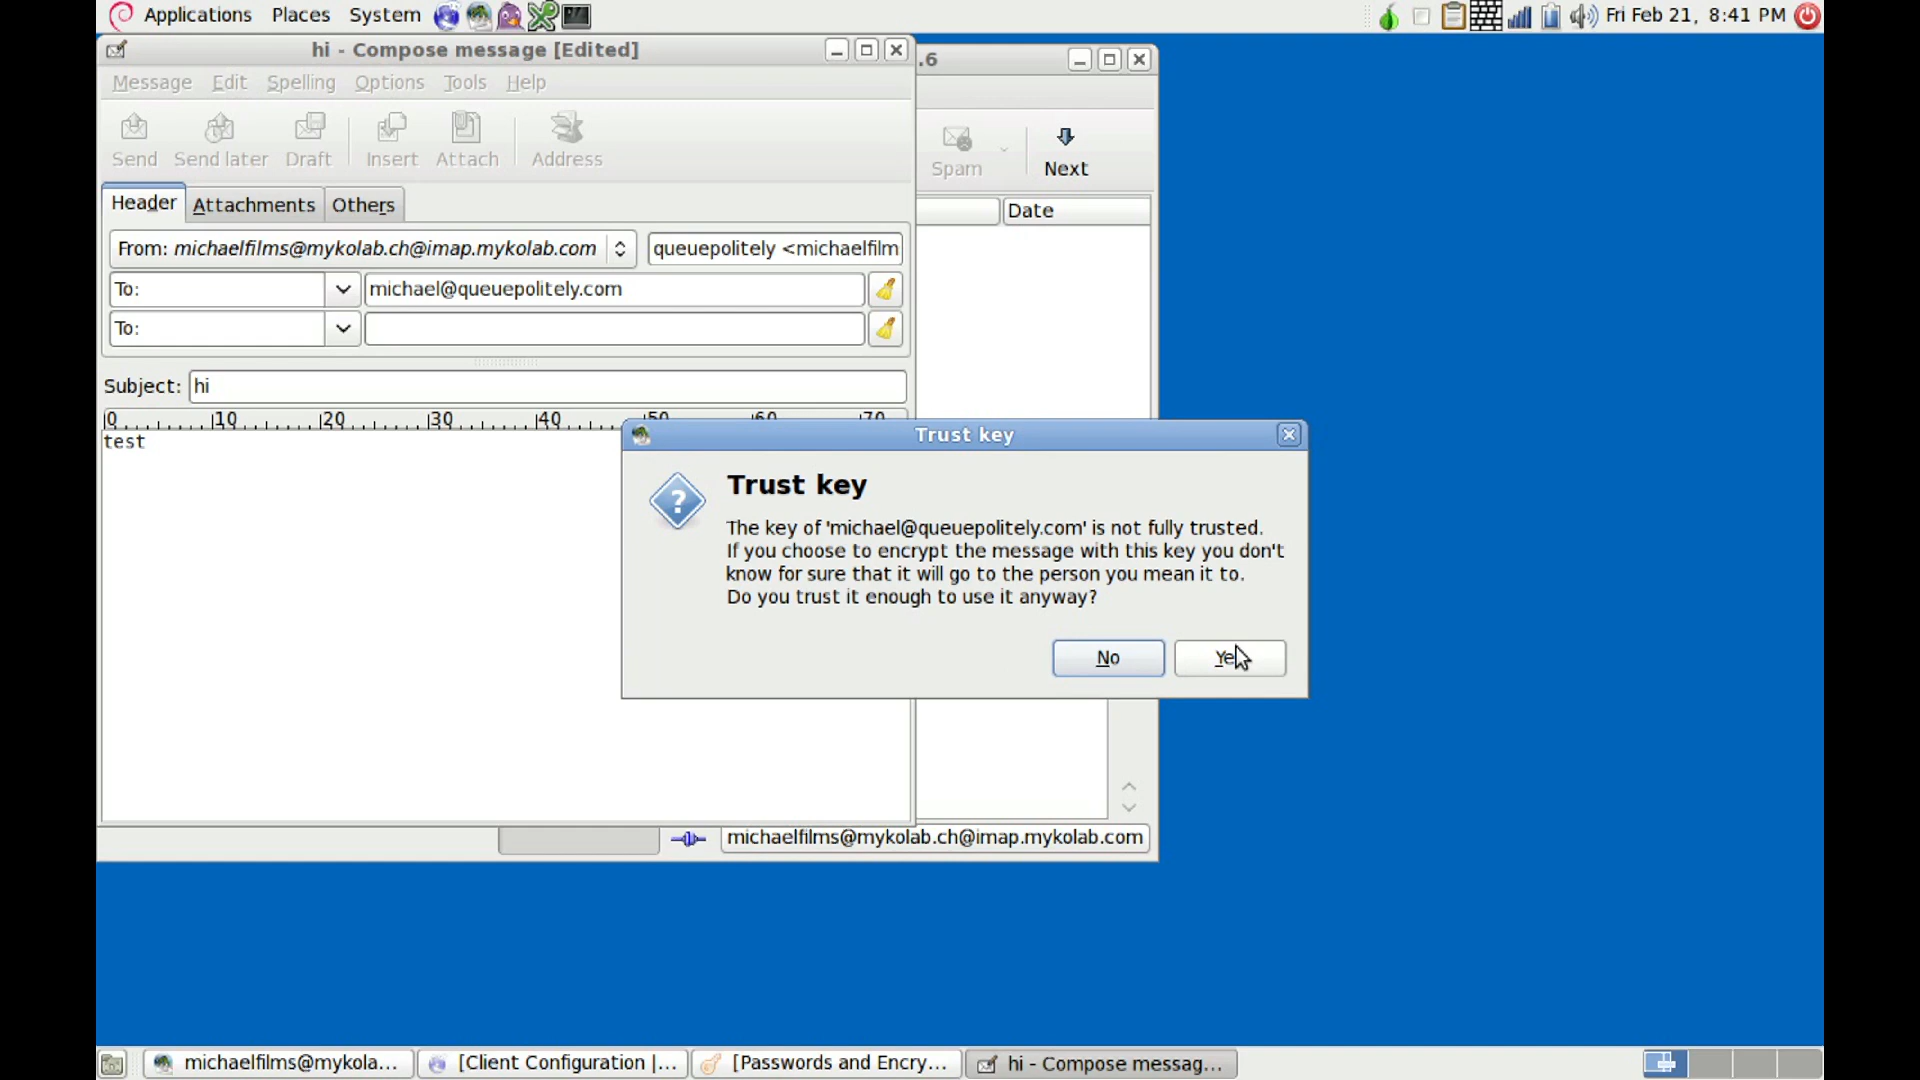 Applications Places System
Fri Feb 21, 8:41 PM
hi - Compose message [Edited]
.6
Message Edit Spelling Options Tools Help
Send Send later Draft Insert Attach Address
Spam Next
Header Attachments Others
Date
From: michaelfilms@mykolab.ch@imap.mykolab.com
queuepolitely <michaelfilm
To: michael@queuepolitely.com
To:
Subject: hi
0 10 20 30 40 50 60 70
test
Trust key
Trust key
The key of 'michael@queuepolitely.com' is not fully trusted.
If you choose to encrypt the message with this key you don't
know for sure that it will go to the person you mean it to.
Do you trust it enough to use it anyway?
No
michaelfilms@mykolab.ch@imap.mykolab.com
michaelfilms@mykola...
[Client Configuration |...
[Passwords and Encry...
hi - Compose messag...